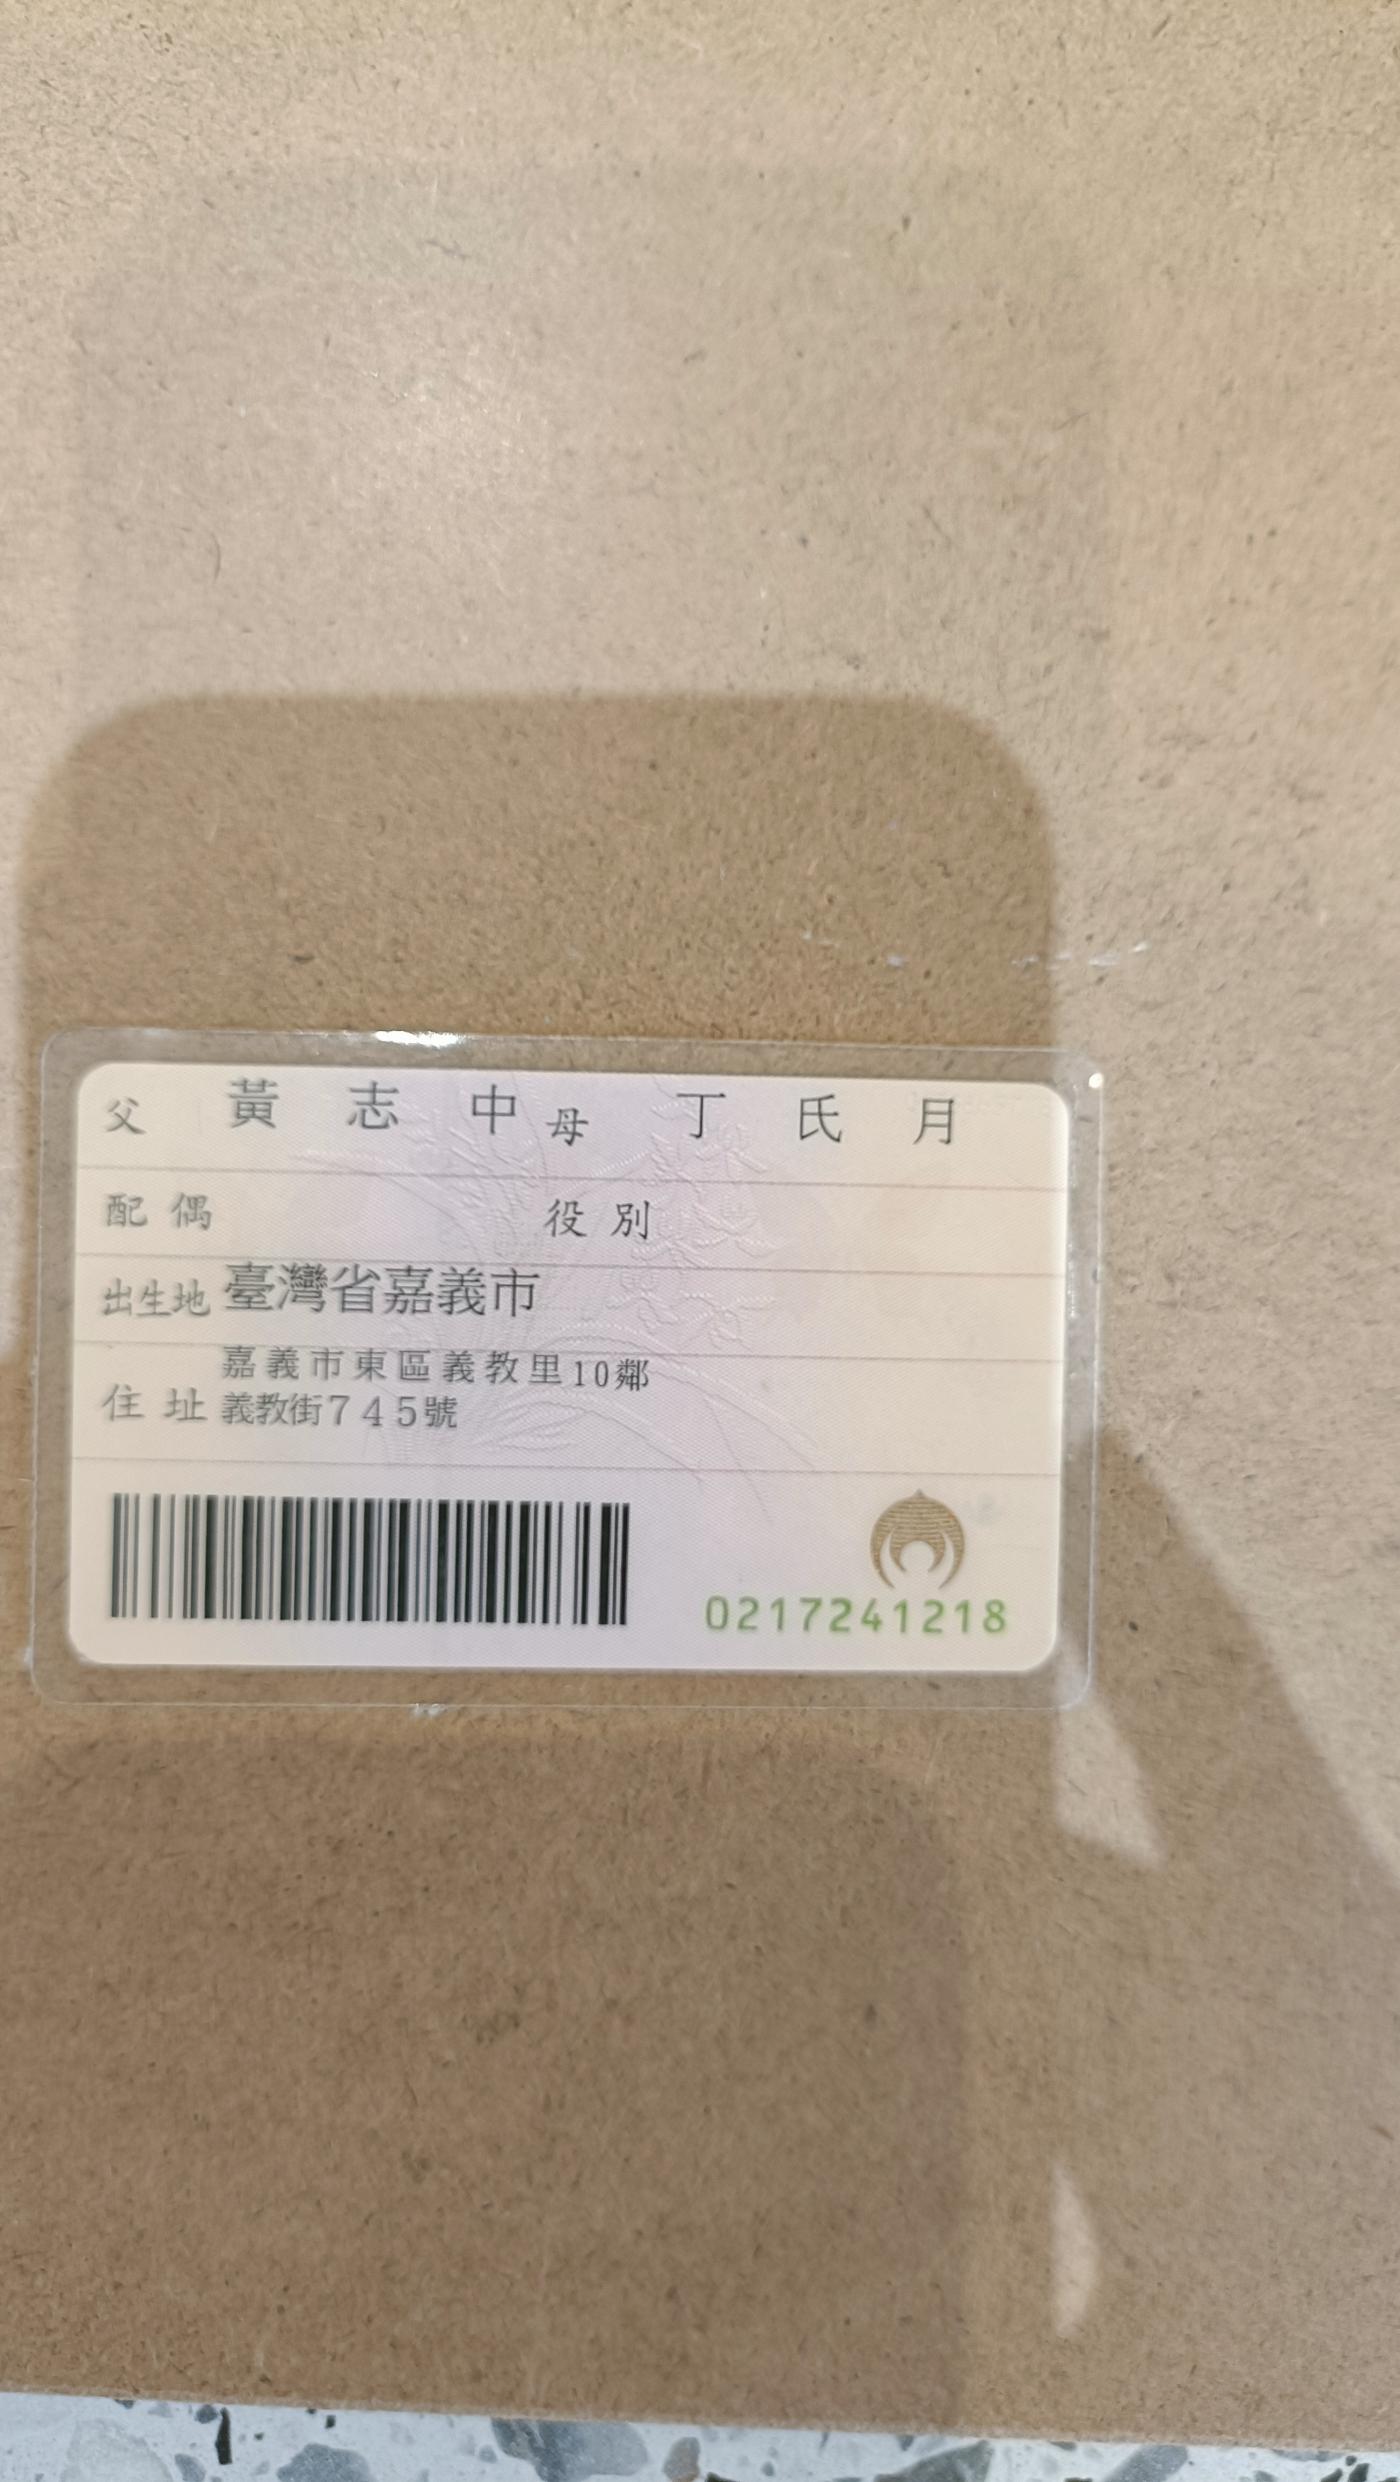 父 黃志中 母 丁氏月
配偶 役別
出生地 臺灣省嘉義市
住址 嘉義市東區義教里10鄰
義教街745號
0217241218